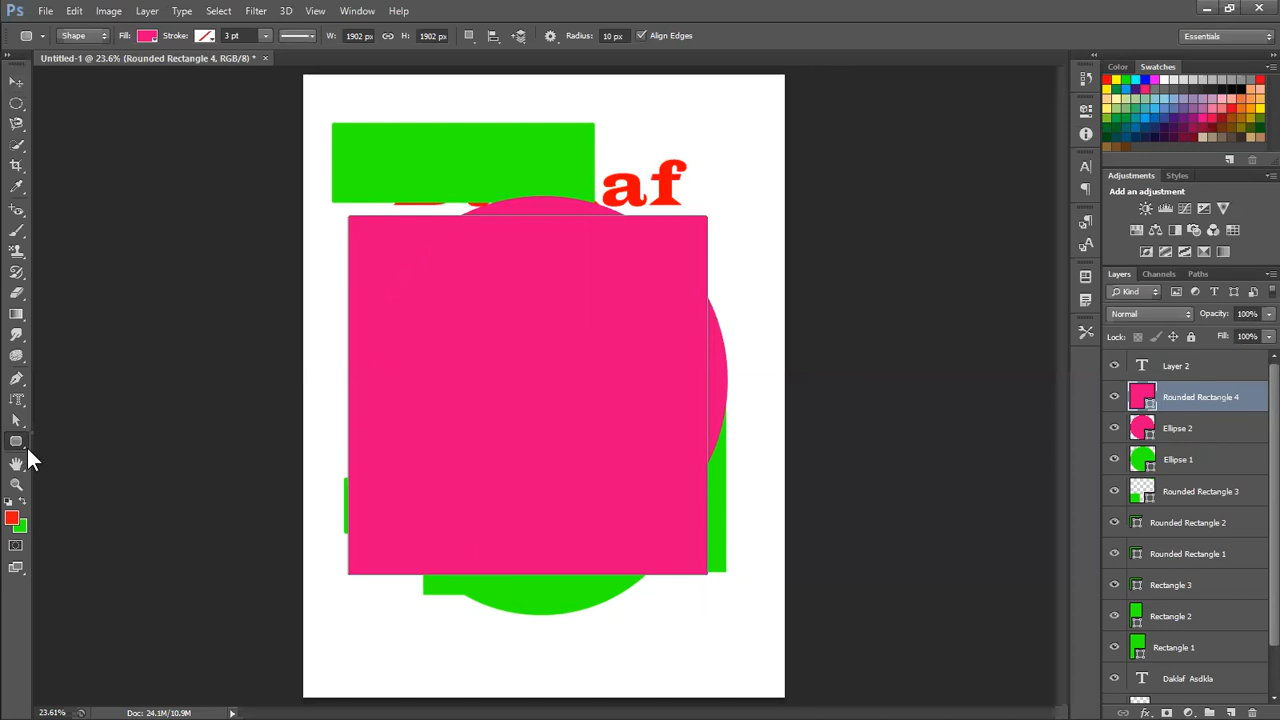 Ps File Edit Image Layer Type Select Filter 3D View Window Help
Shape Fill: Stroke: 3 pt W: 1902 px H: 1902 px Radius: 10 px Align Edges Essentials
Untitled-1 @ 23.6% (Rounded Rectangle 4, RGB/8) *
Color Swatches
af
Adjustments Styles
Add an adjustment
Layers Channels Paths
Kind
Normal Opacity: 100%
Lock: Fill: 100%
Layer 2
Rounded Rectangle 4
Ellipse 2
Ellipse 1
Rounded Rectangle 3
Rounded Rectangle 2
Rounded Rectangle 1
Rectangle 3
Rectangle 2
Rectangle 1
Daklaf Asdkla
23.61% Doc: 24.1M/10.9M